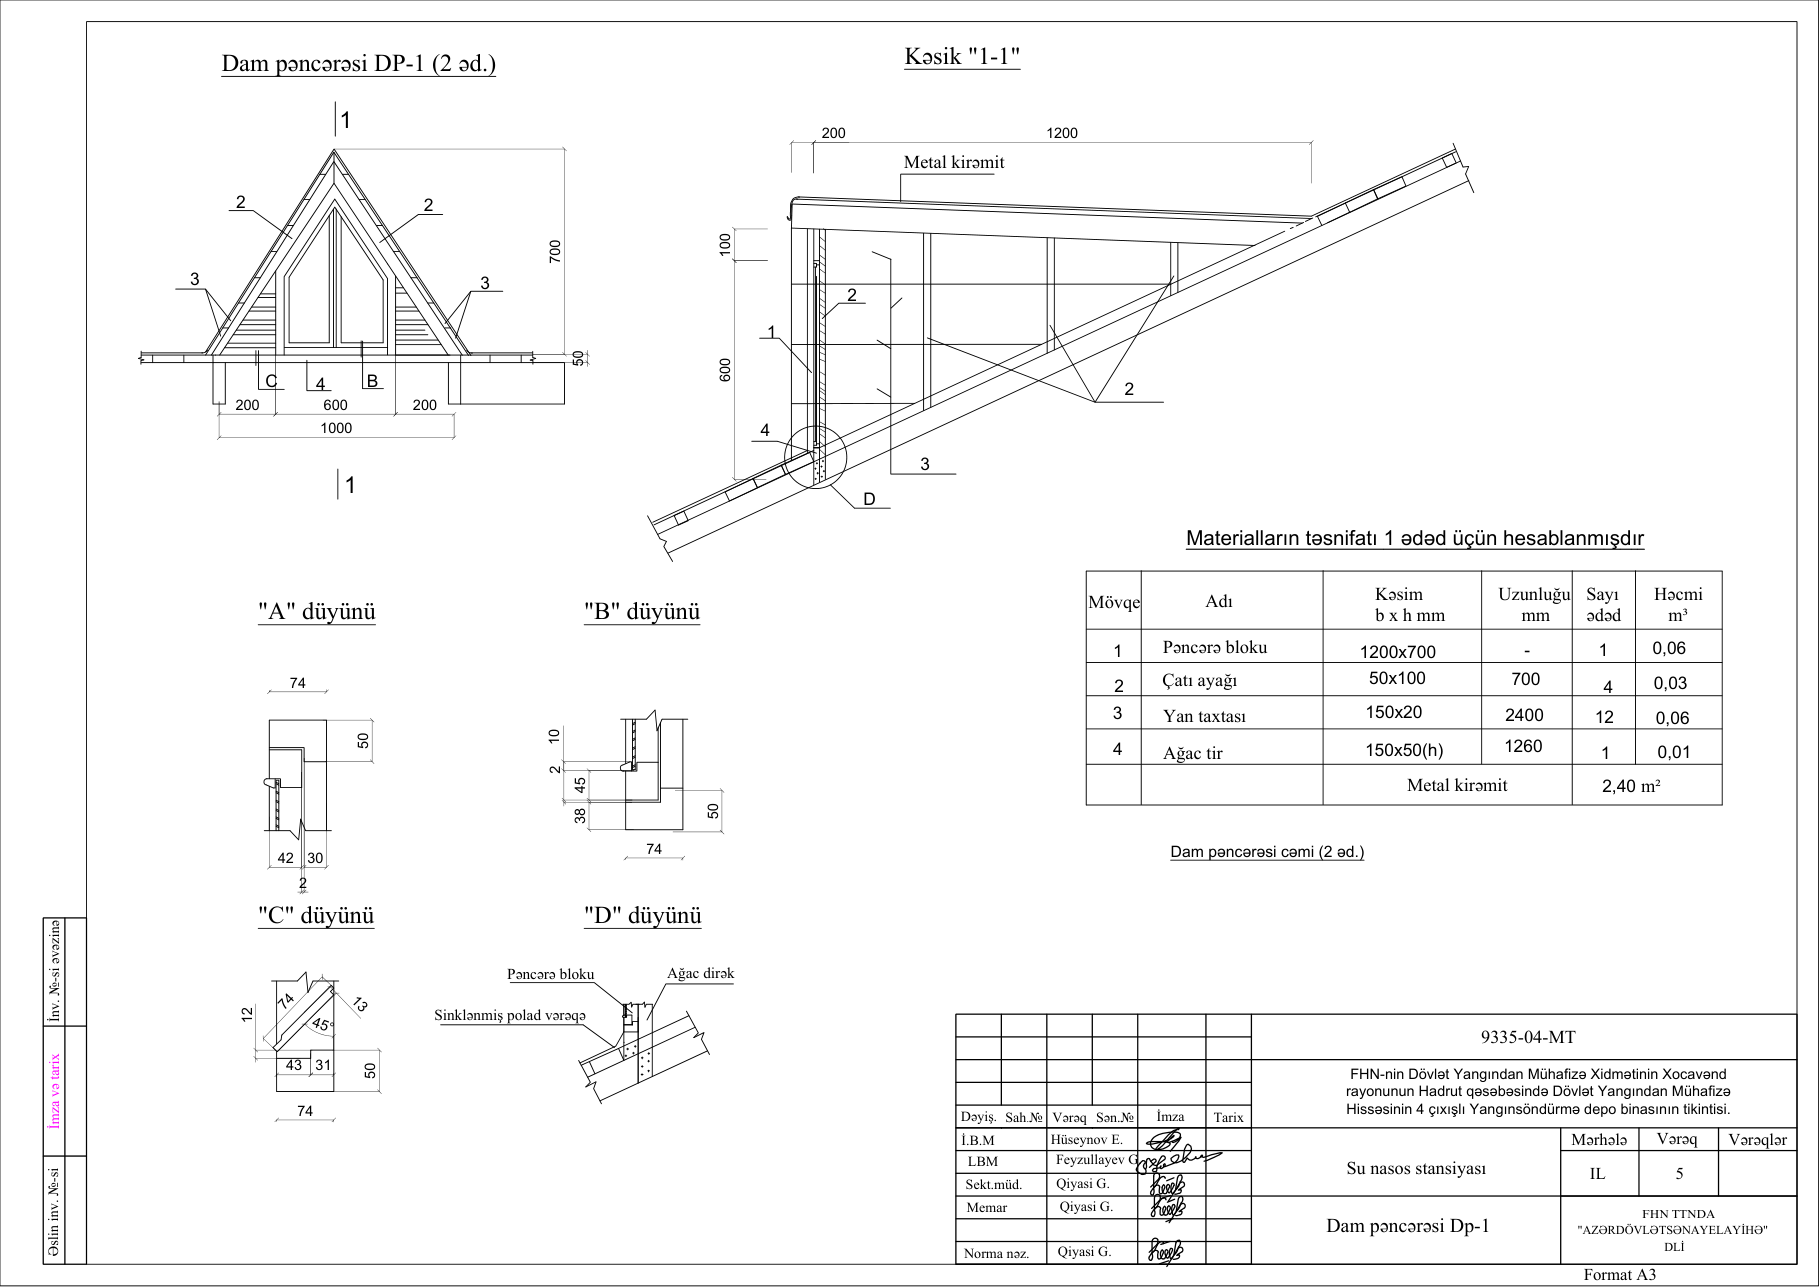 Dam pəncərəsi DP-1 (2 əd.)
Kəsik "1-1"
1
200
1200
Metal kirəmit
2
2
3
3
700
50
C
4
B
200
600
200
1000
1
100
600
1
2
4
2
3
D
Materialların təsnifatı 1 ədəd üçün hesablanmışdır
Mövqe
Adı
Kəsim
b x h mm
Uzunluğu
mm
Sayı
ədəd
Həcmi
m³
1 Pəncərə bloku 1200x700 - 1 0,06
2 Çatı ayağı 50x100 700 4 0,03
3 Yan taxtası 150x20 2400 12 0,06
4 Ağac tir 150x50(h) 1260 1 0,01
Metal kirəmit 2,40 m²
Dam pəncərəsi cəmi (2 əd.)
"A" düyünü
74
50
42
30
2
"B" düyünü
10
2
45
38
50
74
"C" düyünü
12
74
13
45°
43
31
50
74
"D" düyünü
Pəncərə bloku
Ağac dirək
Sinklənmiş polad vərəqə
İnv. №-si əvəzinə
İmza və tarix
Əslin inv. №-si
9335-04-MT
FHN-nin Dövlət Yangından Mühafizə Xidmətinin Xocavənd
rayonunun Hadrut qəsəbəsində Dövlət Yangından Mühafizə
Hissəsinin 4 çıxışlı Yangınsöndürmə depo binasının tikintisi.
Dəyiş. Sah.№ Vərəq Sən.№ İmza Tarix
İ.B.M Hüseynov E.
LBM Feyzullayev G
Sekt.müd. Qiyasi G.
Memar Qiyasi G.
Norma nəz. Qiyasi G.
Su nasos stansiyası
Mərhələ Vərəq Vərəqlər
IL 5
Dam pəncərəsi Dp-1
FHN TTNDA
"AZƏRDÖVLƏTSƏNAYELAYİHƏ"
DLİ
Format A3